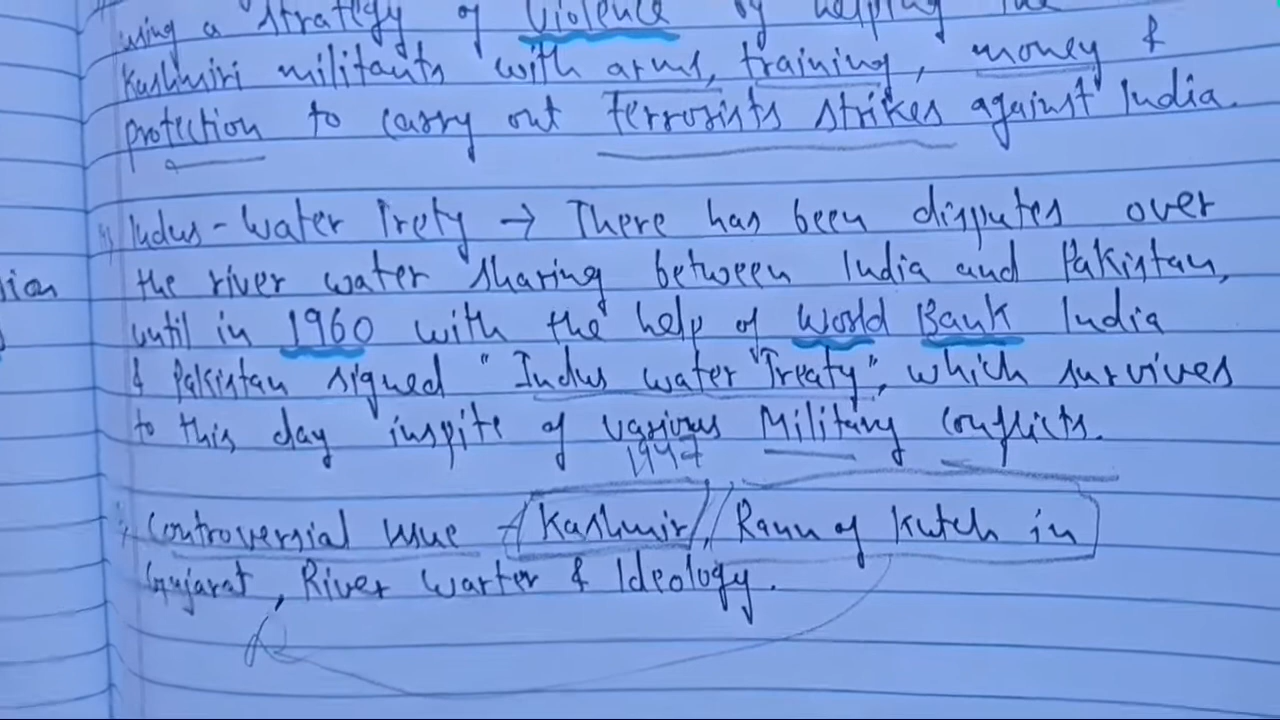 using a strategy of violence by helping the
Kashmiri militants with arms, training, money &
protection to carry out terrorists strikes against India.
Indus-Water Trety → There has been disputes over
the river water sharing between India and Pakistan,
until in 1960 with the help of World Bank India
& Pakistan signed "Indus water Treaty", which survives
to this day inspite of various Military conflicts.
1947
Controversial issue → Kashmir, Rann of Kutch in
Gujarat, River Warter & Ideology.